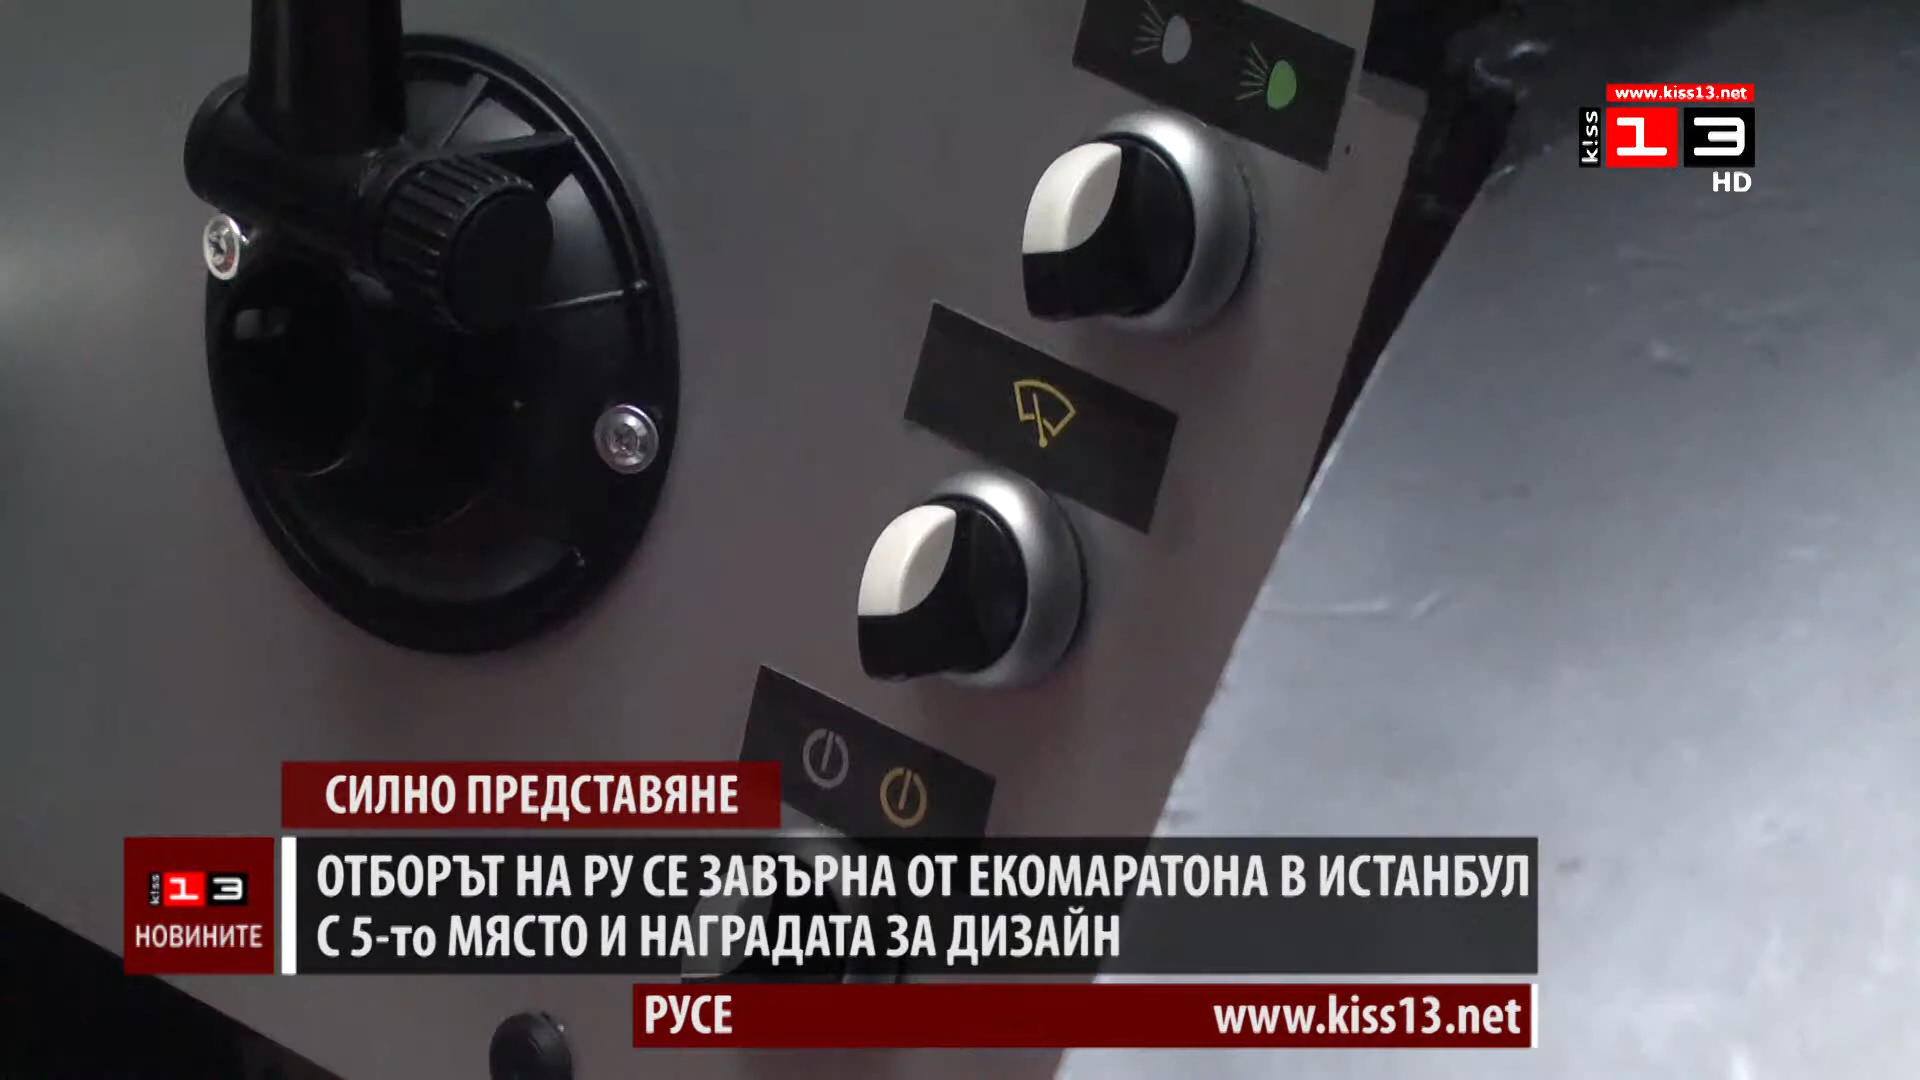 www.kiss13.net
kiss 13
HD
СИЛНО ПРЕДСТАВЯНЕ
kiss 13
НОВИНИТЕ
ОТБОРЪТ НА РУ СЕ ЗАВЪРНА ОТ ЕКОМАРАТОНА В ИСТАНБУЛ
С 5-то МЯСТО И НАГРАДАТА ЗА ДИЗАЙН
РУСЕ www.kiss13.net